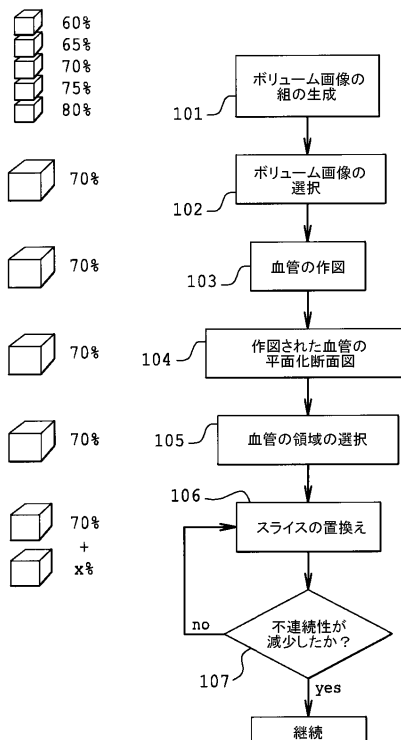 60%
65%
70%
75%
80%
ボリューム画像の
組の生成
101
70%
ボリューム画像の
選択
102
70%
血管の作図
103
70%
104
作図された血管の
平面化断面図
70%
105
血管の領域の選択
106
70%
+
x%
スライスの置換え
no
不連続性が
減少したか？
107
yes
継続